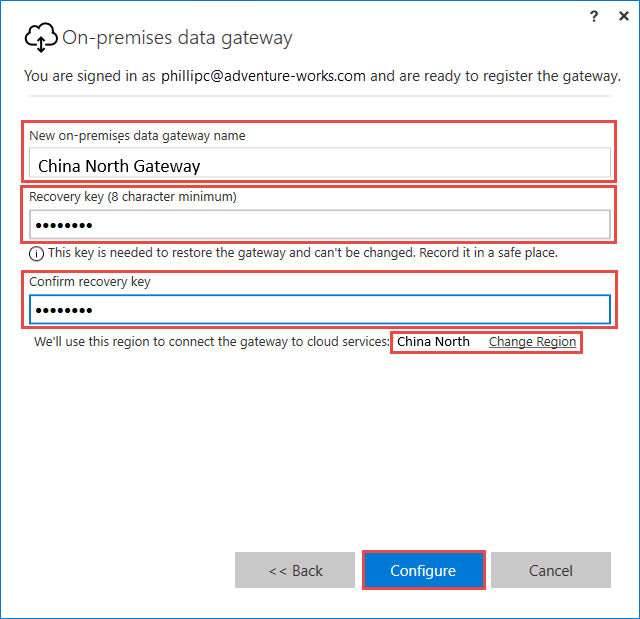 ? ×
On-premises data gateway
You are signed in as phillipc@adventure-works.com and are ready to register the gateway.
New on-premises data gateway name
China North Gateway
Recovery key (8 character minimum)
••••••••
This key is needed to restore the gateway and can't be changed. Record it in a safe place.
Confirm recovery key
••••••••
We'll use this region to connect the gateway to cloud services: China North Change Region
<< Back Configure Cancel